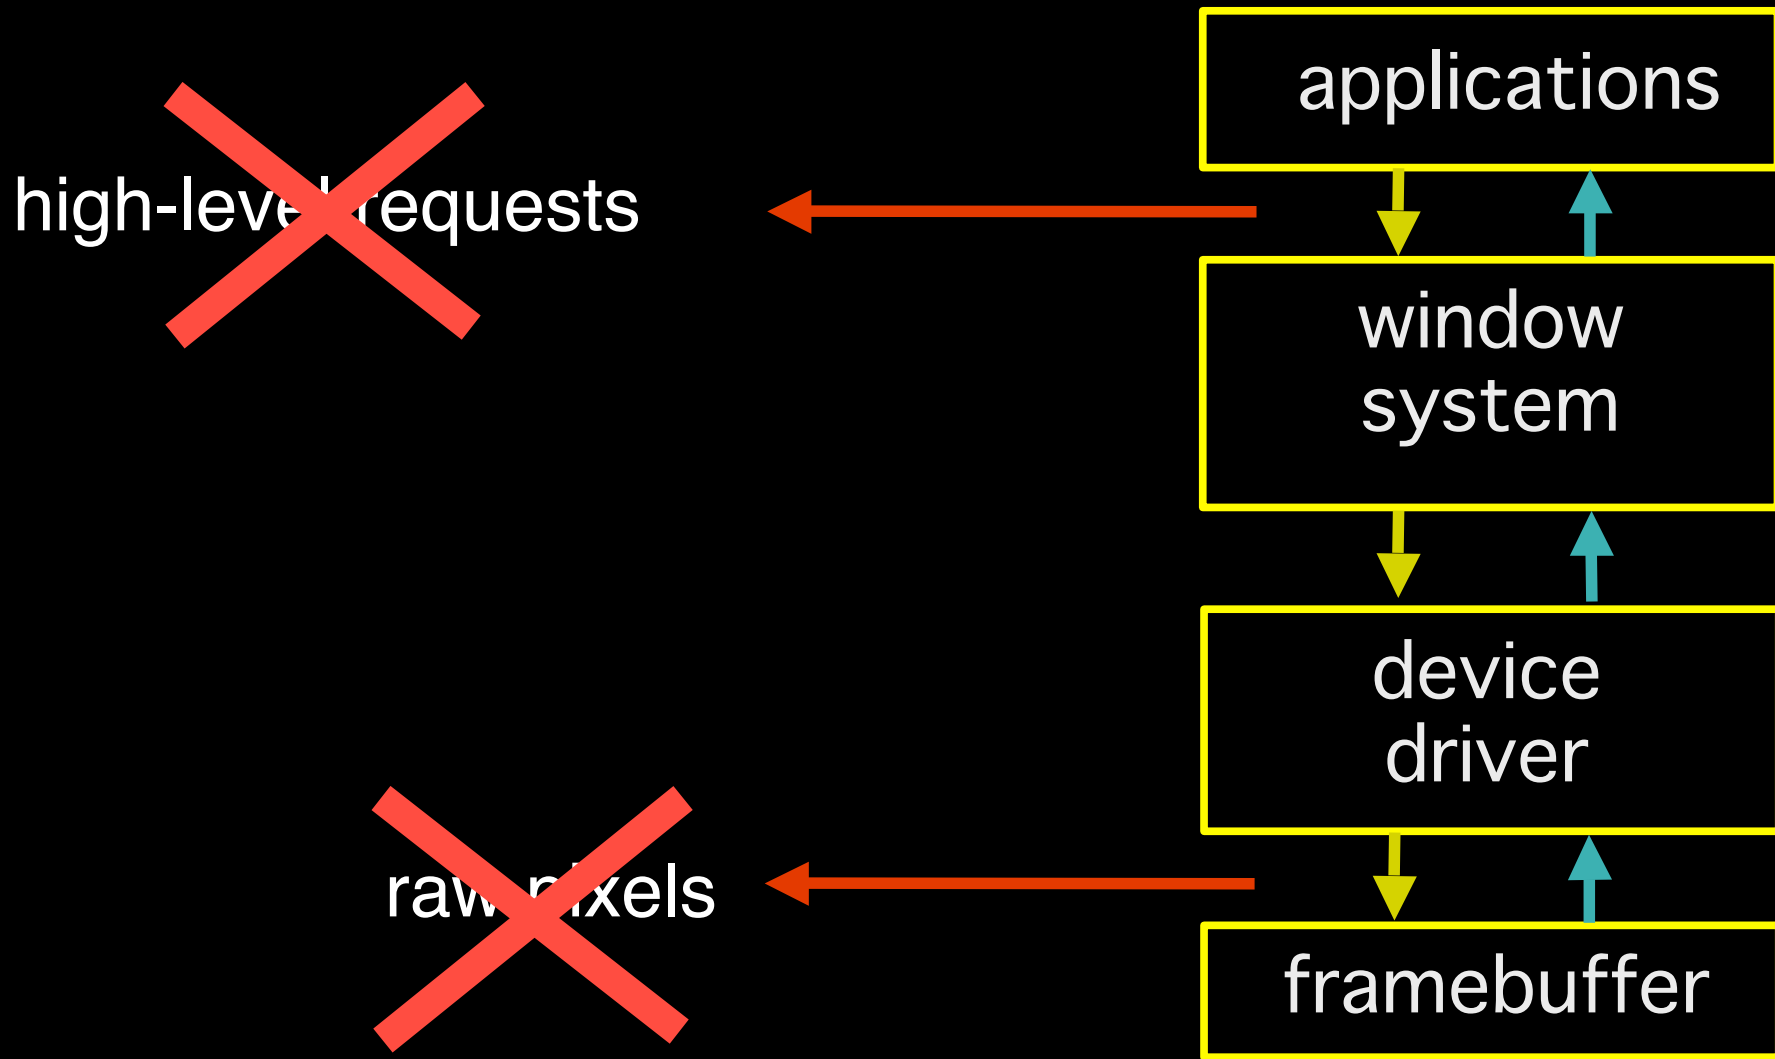 applications
high-level requests
window
system
device
driver
raw pixels
framebuffer